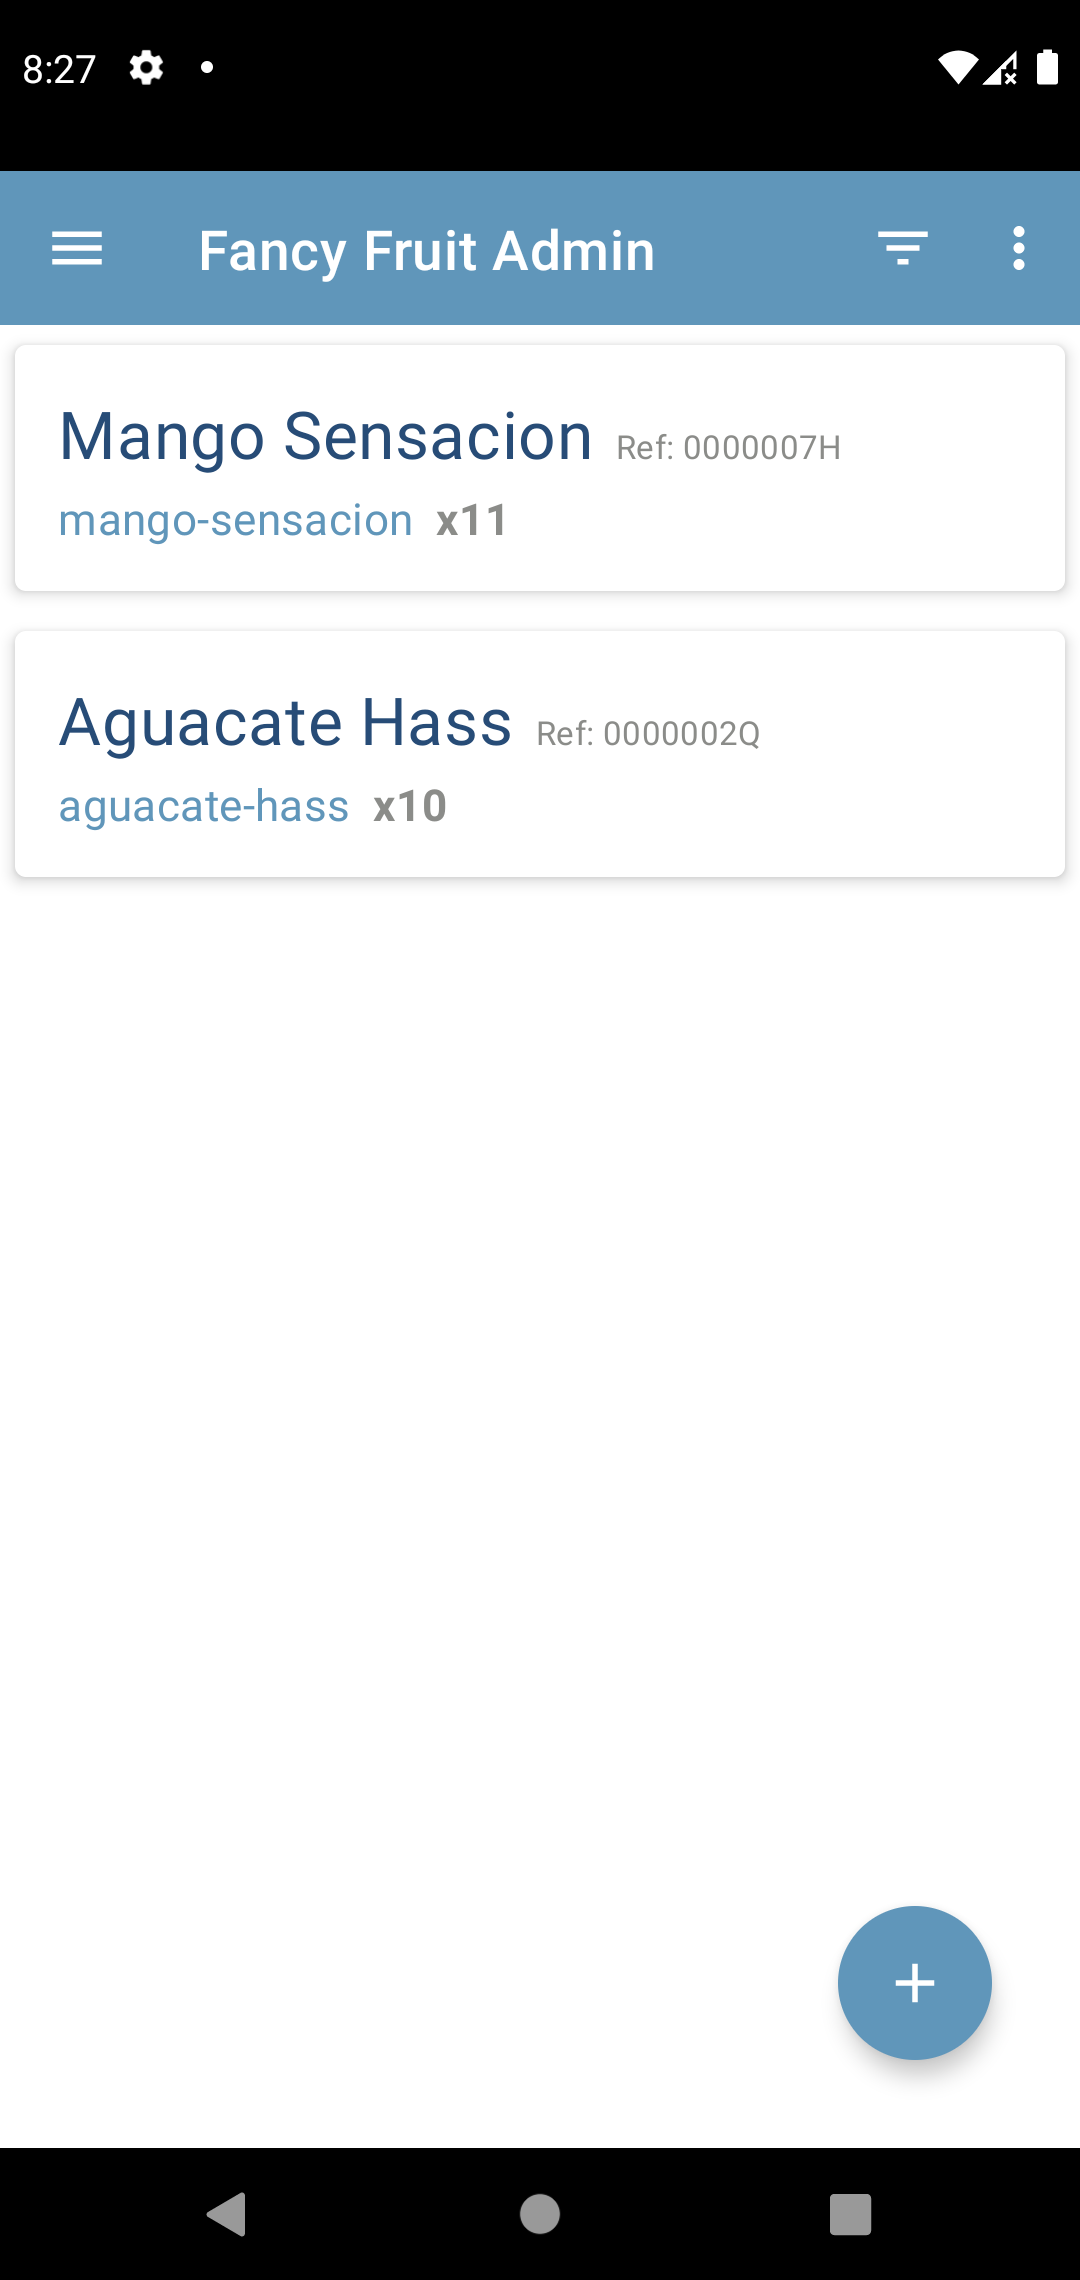 8:27
Fancy Fruit Admin
Mango Sensacion Ref: 0000007H
mango-sensacion x11
Aguacate Hass Ref: 0000002Q
aguacate-hass x10